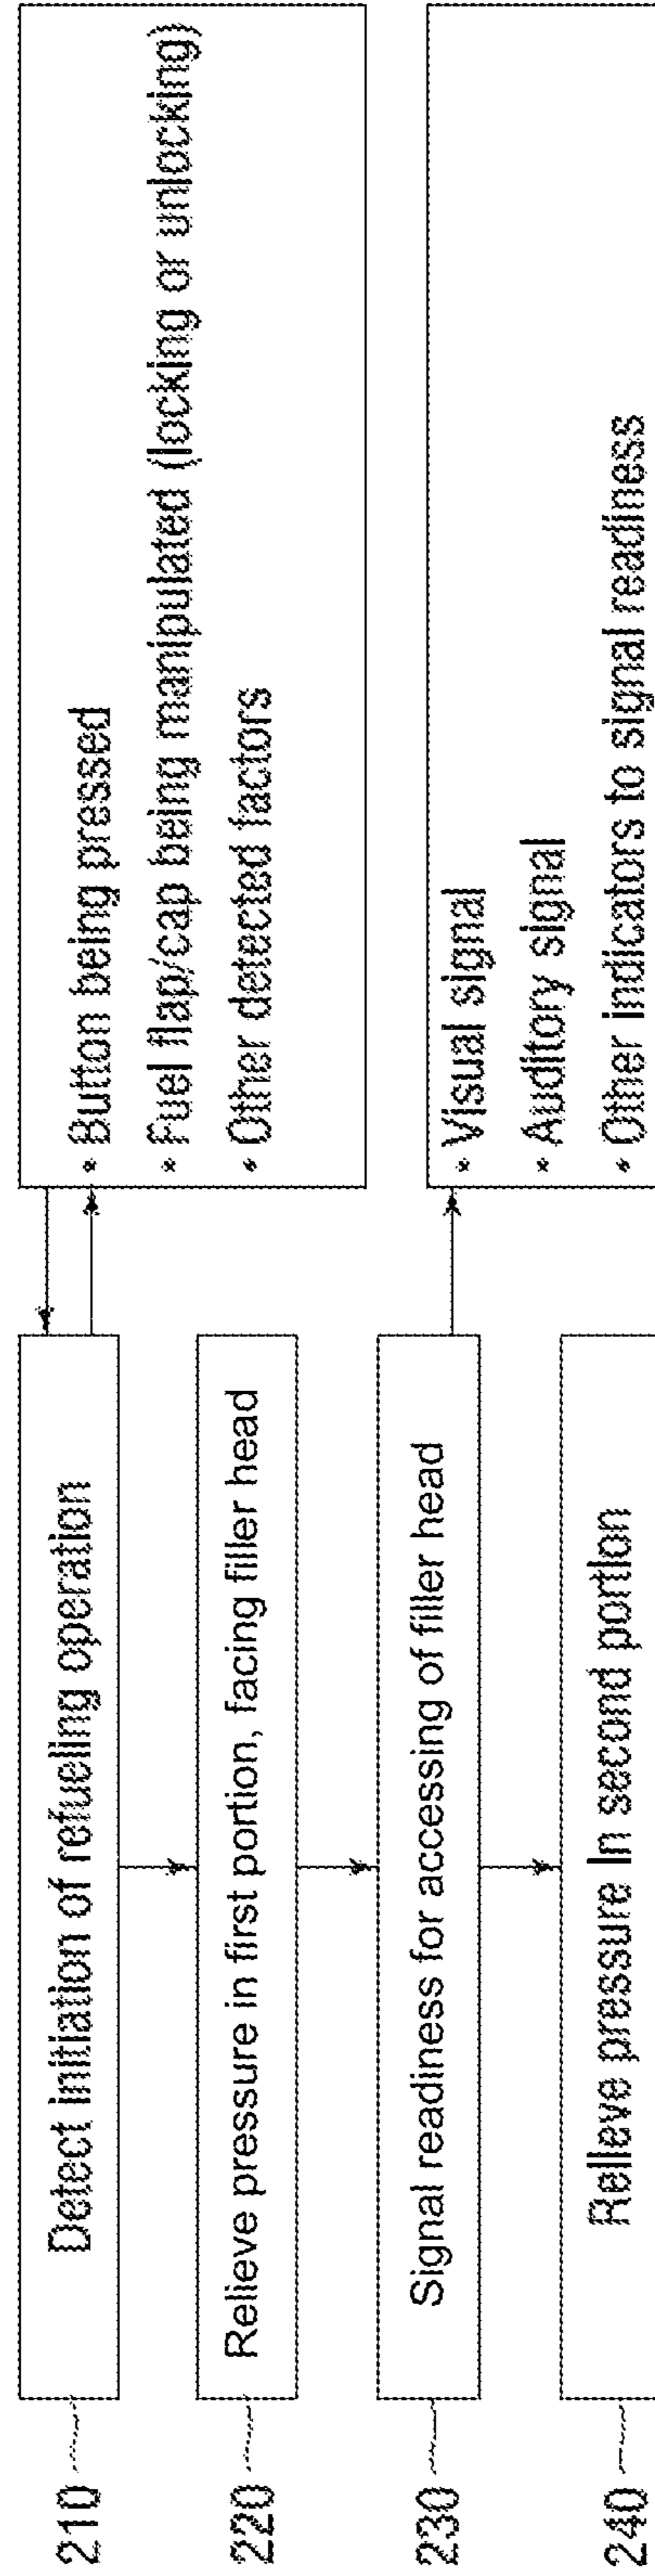 210
Detect initiation of refueling operation
• Button being pressed
• Fuel flap/cap being manipulated (locking or unlocking)
• Other detected factors
220
Relieve pressure in first portion, facing filler head
230
Signal readiness for accessing of filler head
• Visual signal
• Auditory signal
• Other indicators to signal readiness
240
Relieve pressure In second portion